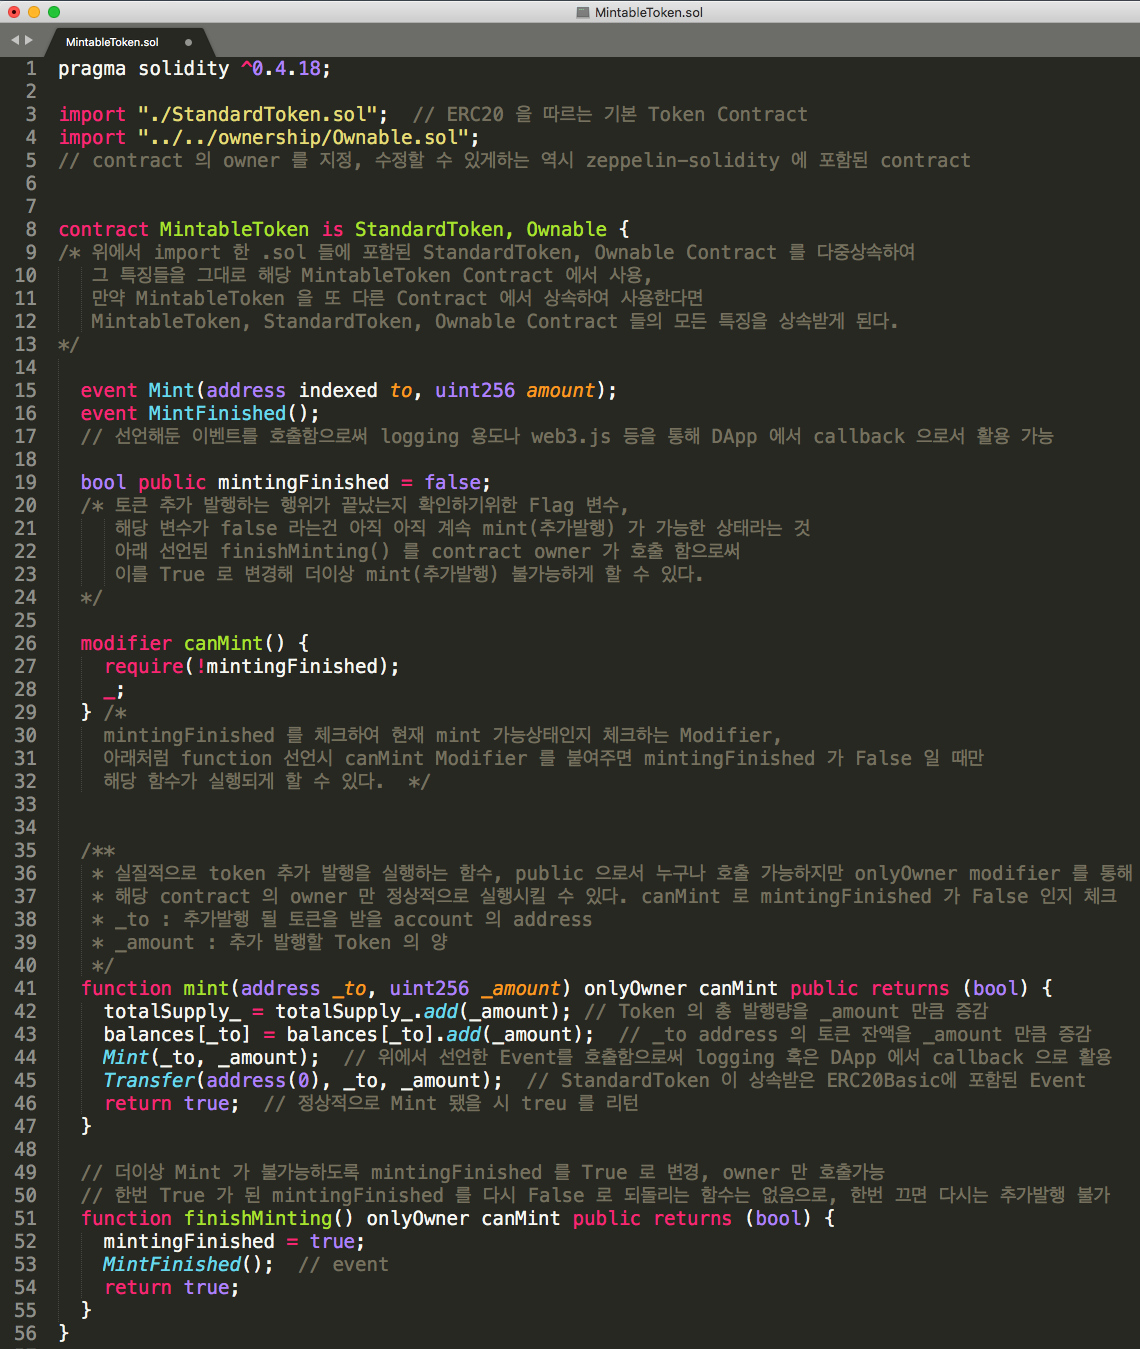 MintableToken.sol
MintableToken.sol
1 pragma solidity ^0.4.18;
2
3 import "./StandardToken.sol";  // ERC20 을 따르는 기본 Token Contract
4 import "../../ownership/Ownable.sol";
5 // contract 의 owner 를 지정, 수정할 수 있게하는 역시 zeppelin-solidity 에 포함된 contract
6
7
8 contract MintableToken is StandardToken, Ownable {
9 /* 위에서 import 한 .sol 들에 포함된 StandardToken, Ownable Contract 를 다중상속하여
10    그 특징들을 그대로 해당 MintableToken Contract 에서 사용,
11    만약 MintableToken 을 또 다른 Contract 에서 상속하여 사용한다면
12    MintableToken, StandardToken, Ownable Contract 들의 모든 특징을 상속받게 된다.
13 */
14
15   event Mint(address indexed to, uint256 amount);
16   event MintFinished();
17   // 선언해둔 이벤트를 호출함으로써 logging 용도나 web3.js 등을 통해 DApp 에서 callback 으로서 활용 가능
18
19   bool public mintingFinished = false;
20   /* 토큰 추가 발행하는 행위가 끝났는지 확인하기위한 Flag 변수,
21      해당 변수가 false 라는건 아직 아직 계속 mint(추가발행) 가 가능한 상태라는 것
22      아래 선언된 finishMinting() 를 contract owner 가 호출 함으로써
23      이를 True 로 변경해 더이상 mint(추가발행) 불가능하게 할 수 있다.
24   */
25
26   modifier canMint() {
27     require(!mintingFinished);
28     _;
29   } /*
30     mintingFinished 를 체크하여 현재 mint 가능상태인지 체크하는 Modifier,
31     아래처럼 function 선언시 canMint Modifier 를 붙여주면 mintingFinished 가 False 일 때만
32     해당 함수가 실행되게 할 수 있다.  */
33
34
35   /**
36    * 실질적으로 token 추가 발행을 실행하는 함수, public 으로서 누구나 호출 가능하지만 onlyOwner modifier 를 통해
37    * 해당 contract 의 owner 만 정상적으로 실행시킬 수 있다. canMint 로 mintingFinished 가 False 인지 체크
38    * _to : 추가발행 될 토큰을 받을 account 의 address
39    * _amount : 추가 발행할 Token 의 양
40    */
41   function mint(address _to, uint256 _amount) onlyOwner canMint public returns (bool) {
42     totalSupply_ = totalSupply_.add(_amount); // Token 의 총 발행량을 _amount 만큼 증감
43     balances[_to] = balances[_to].add(_amount);  // _to address 의 토큰 잔액을 _amount 만큼 증감
44     Mint(_to, _amount);  // 위에서 선언한 Event를 호출함으로써 logging 혹은 DApp 에서 callback 으로 활용
45     Transfer(address(0), _to, _amount);  // StandardToken 이 상속받은 ERC20Basic에 포함된 Event
46     return true;  // 정상적으로 Mint 됐을 시 treu 를 리턴
47   }
48
49   // 더이상 Mint 가 불가능하도록 mintingFinished 를 True 로 변경, owner 만 호출가능
50   // 한번 True 가 된 mintingFinished 를 다시 False 로 되돌리는 함수는 없음으로, 한번 끄면 다시는 추가발행 불가
51   function finishMinting() onlyOwner canMint public returns (bool) {
52     mintingFinished = true;
53     MintFinished();  // event
54     return true;
55   }
56 }